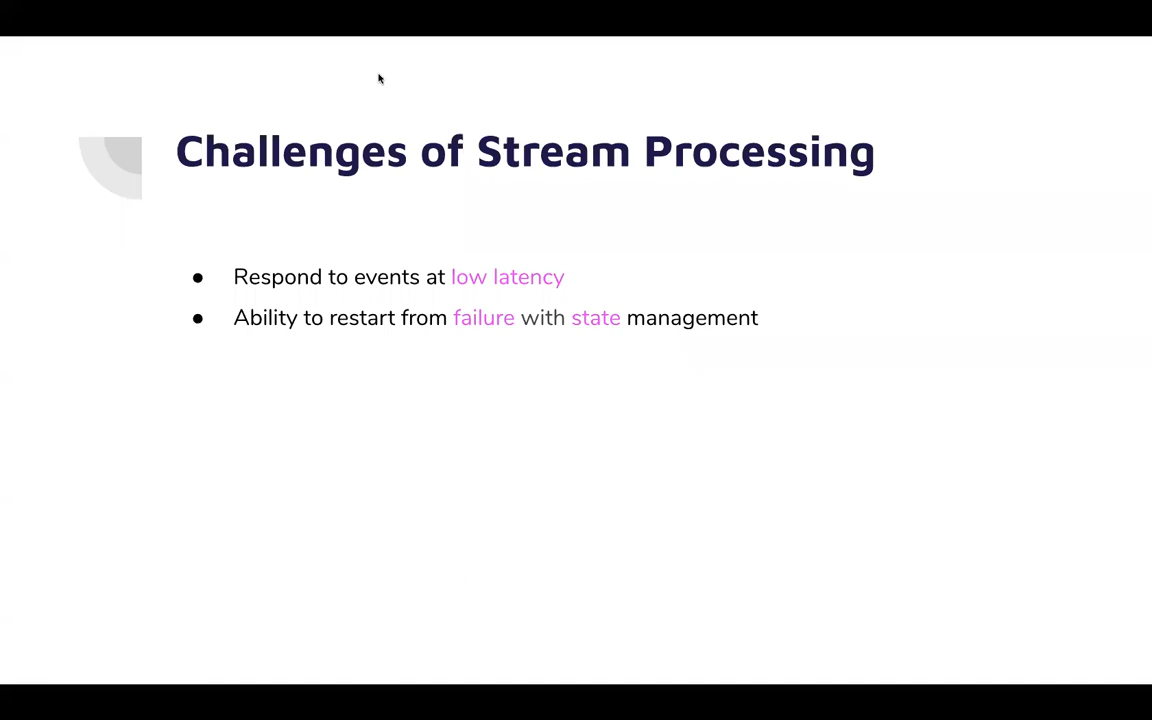 Challenges of Stream Processing
● Respond to events at low latency
● Ability to restart from failure with state management